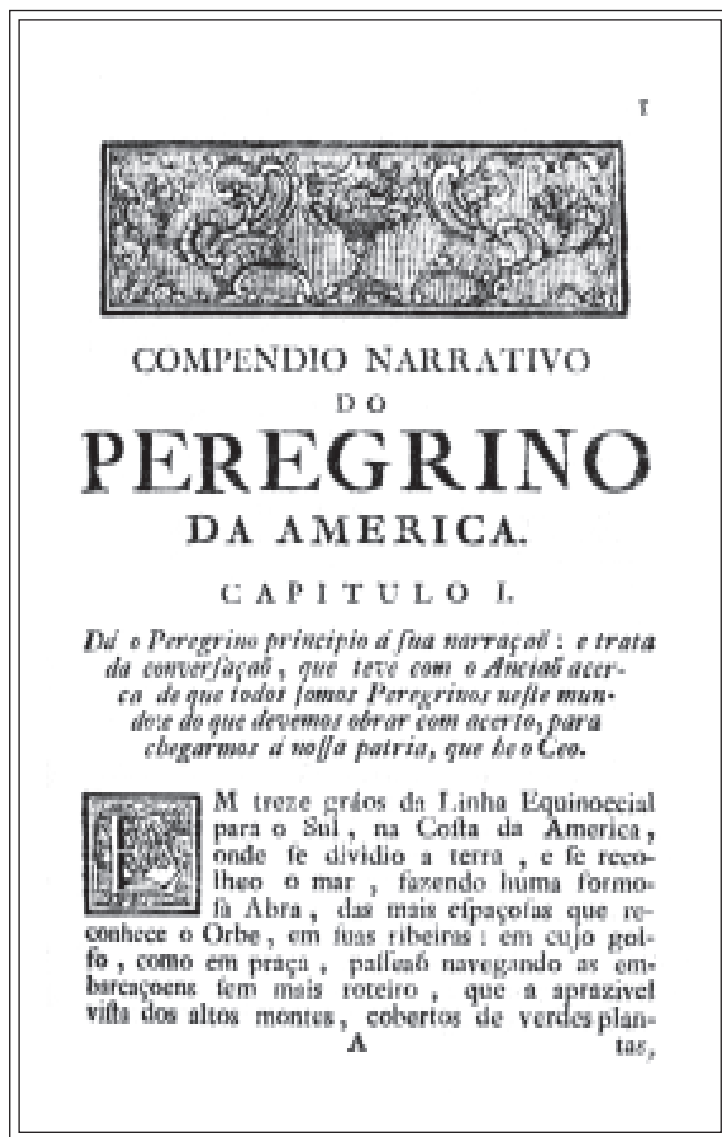 1
COMPENDIO NARRATIVO
DO
PEREGRINO
DA AMERICA.
CAPITULO I.
Dá o Peregrino principio á ſua narraçaõ: e trata
da converſaçaõ, que teve com o Anciaõ acer-
ca de que todos ſomos Peregrinos neſte mun-
do: e do que devemos obrar com acerto, para
chegarmos á noſſa patria, que he o Ceo.
EM treze gráos da Linha Equinoccial
para o Sul, na Coſta da America,
onde ſe dividio a terra, e ſe reco-
lheo o mar, fazendo huma formo-
ſa Abra, das mais eſpaçoſas que re-
conhece o Orbe, em ſuas ribeiras: em cujo gol-
fo, como em praça, paſſeaõ navegando as em-
barcaçoens ſem mais roteiro, que a aprazivel
viſta dos altos montes, cobertos de verdes plan-
A tas,